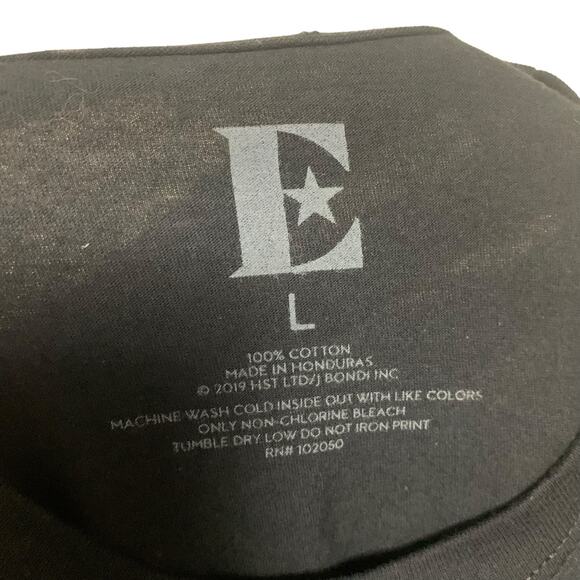 E
L
100% COTTON
MADE IN HONDURAS
© 2019 HST LTD/J BONDI INC
MACHINE WASH COLD INSIDE OUT WITH LIKE COLORS
ONLY NON-CHLORINE BLEACH
TUMBLE DRY LOW DO NOT IRON PRINT
RN# 102050